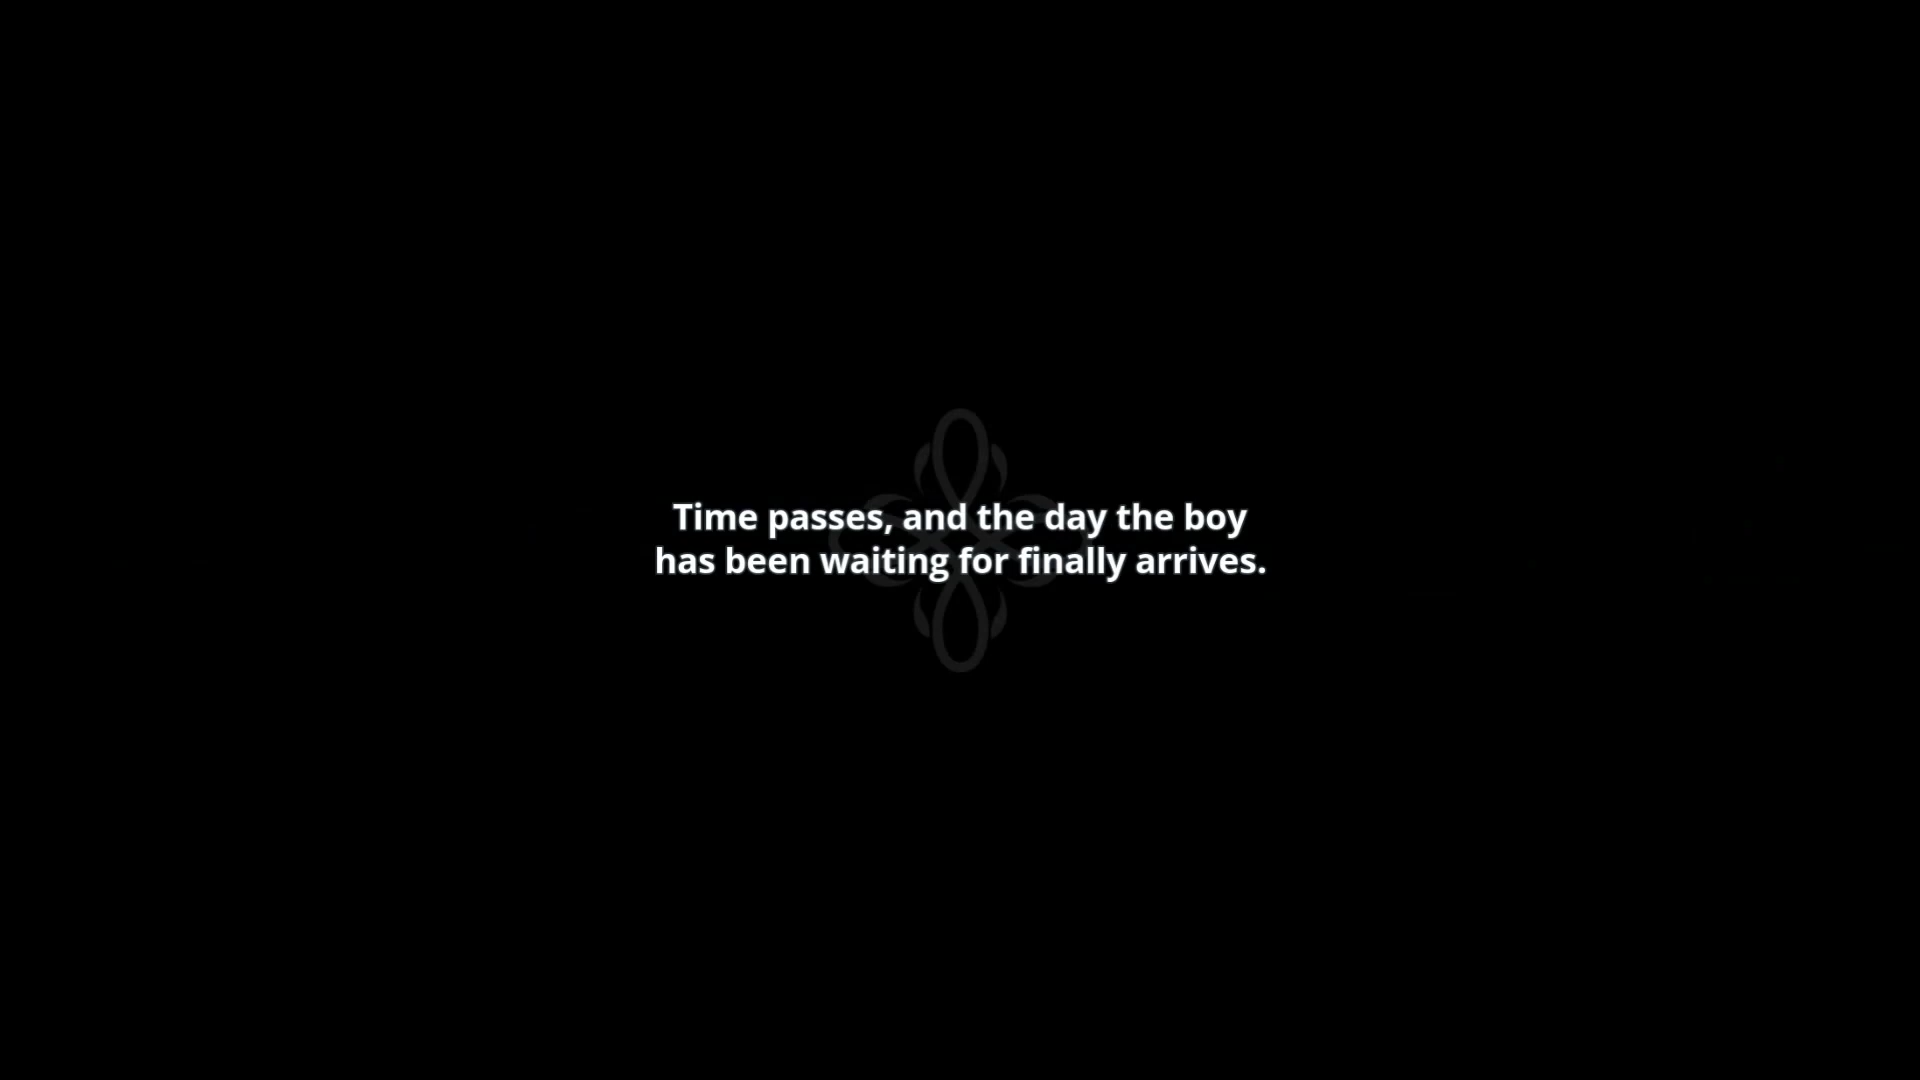 Time passes, and the day the boy
has been waiting for finally arrives.